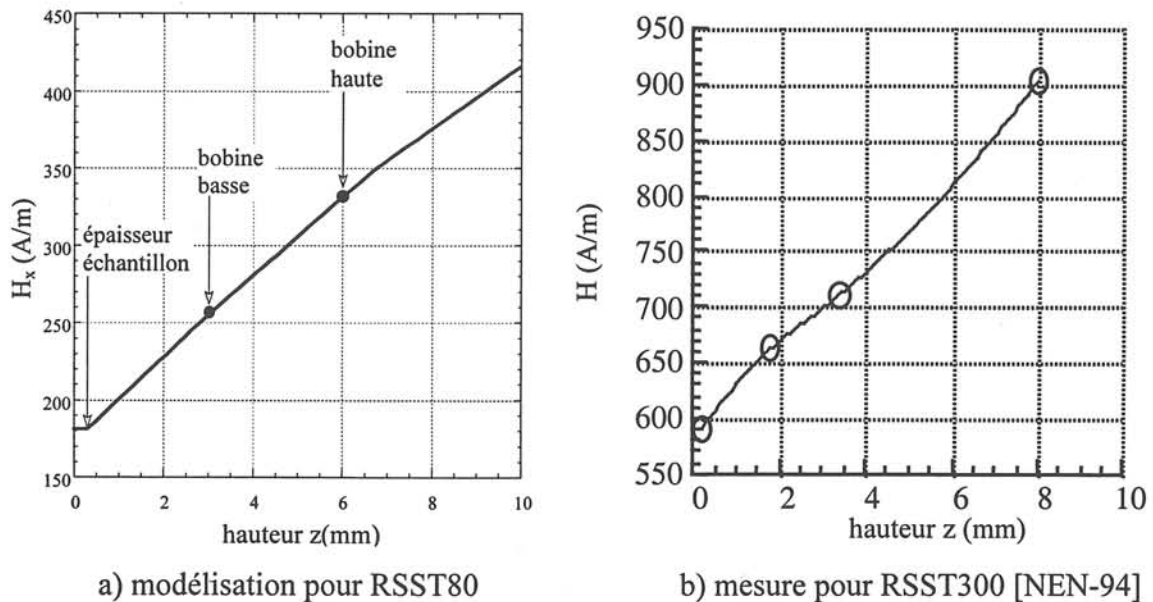 450
400
350
300
250
200
150
H_x (A/m)
bobine
haute
bobine
basse
épaisseur
échantillon
0 2 4 6 8 10
hauteur z(mm)
a) modélisation pour RSST80
950
900
850
800
750
700
650
600
550
H (A/m)
0 2 4 6 8 10
hauteur z (mm)
b) mesure pour RSST300 [NEN-94]